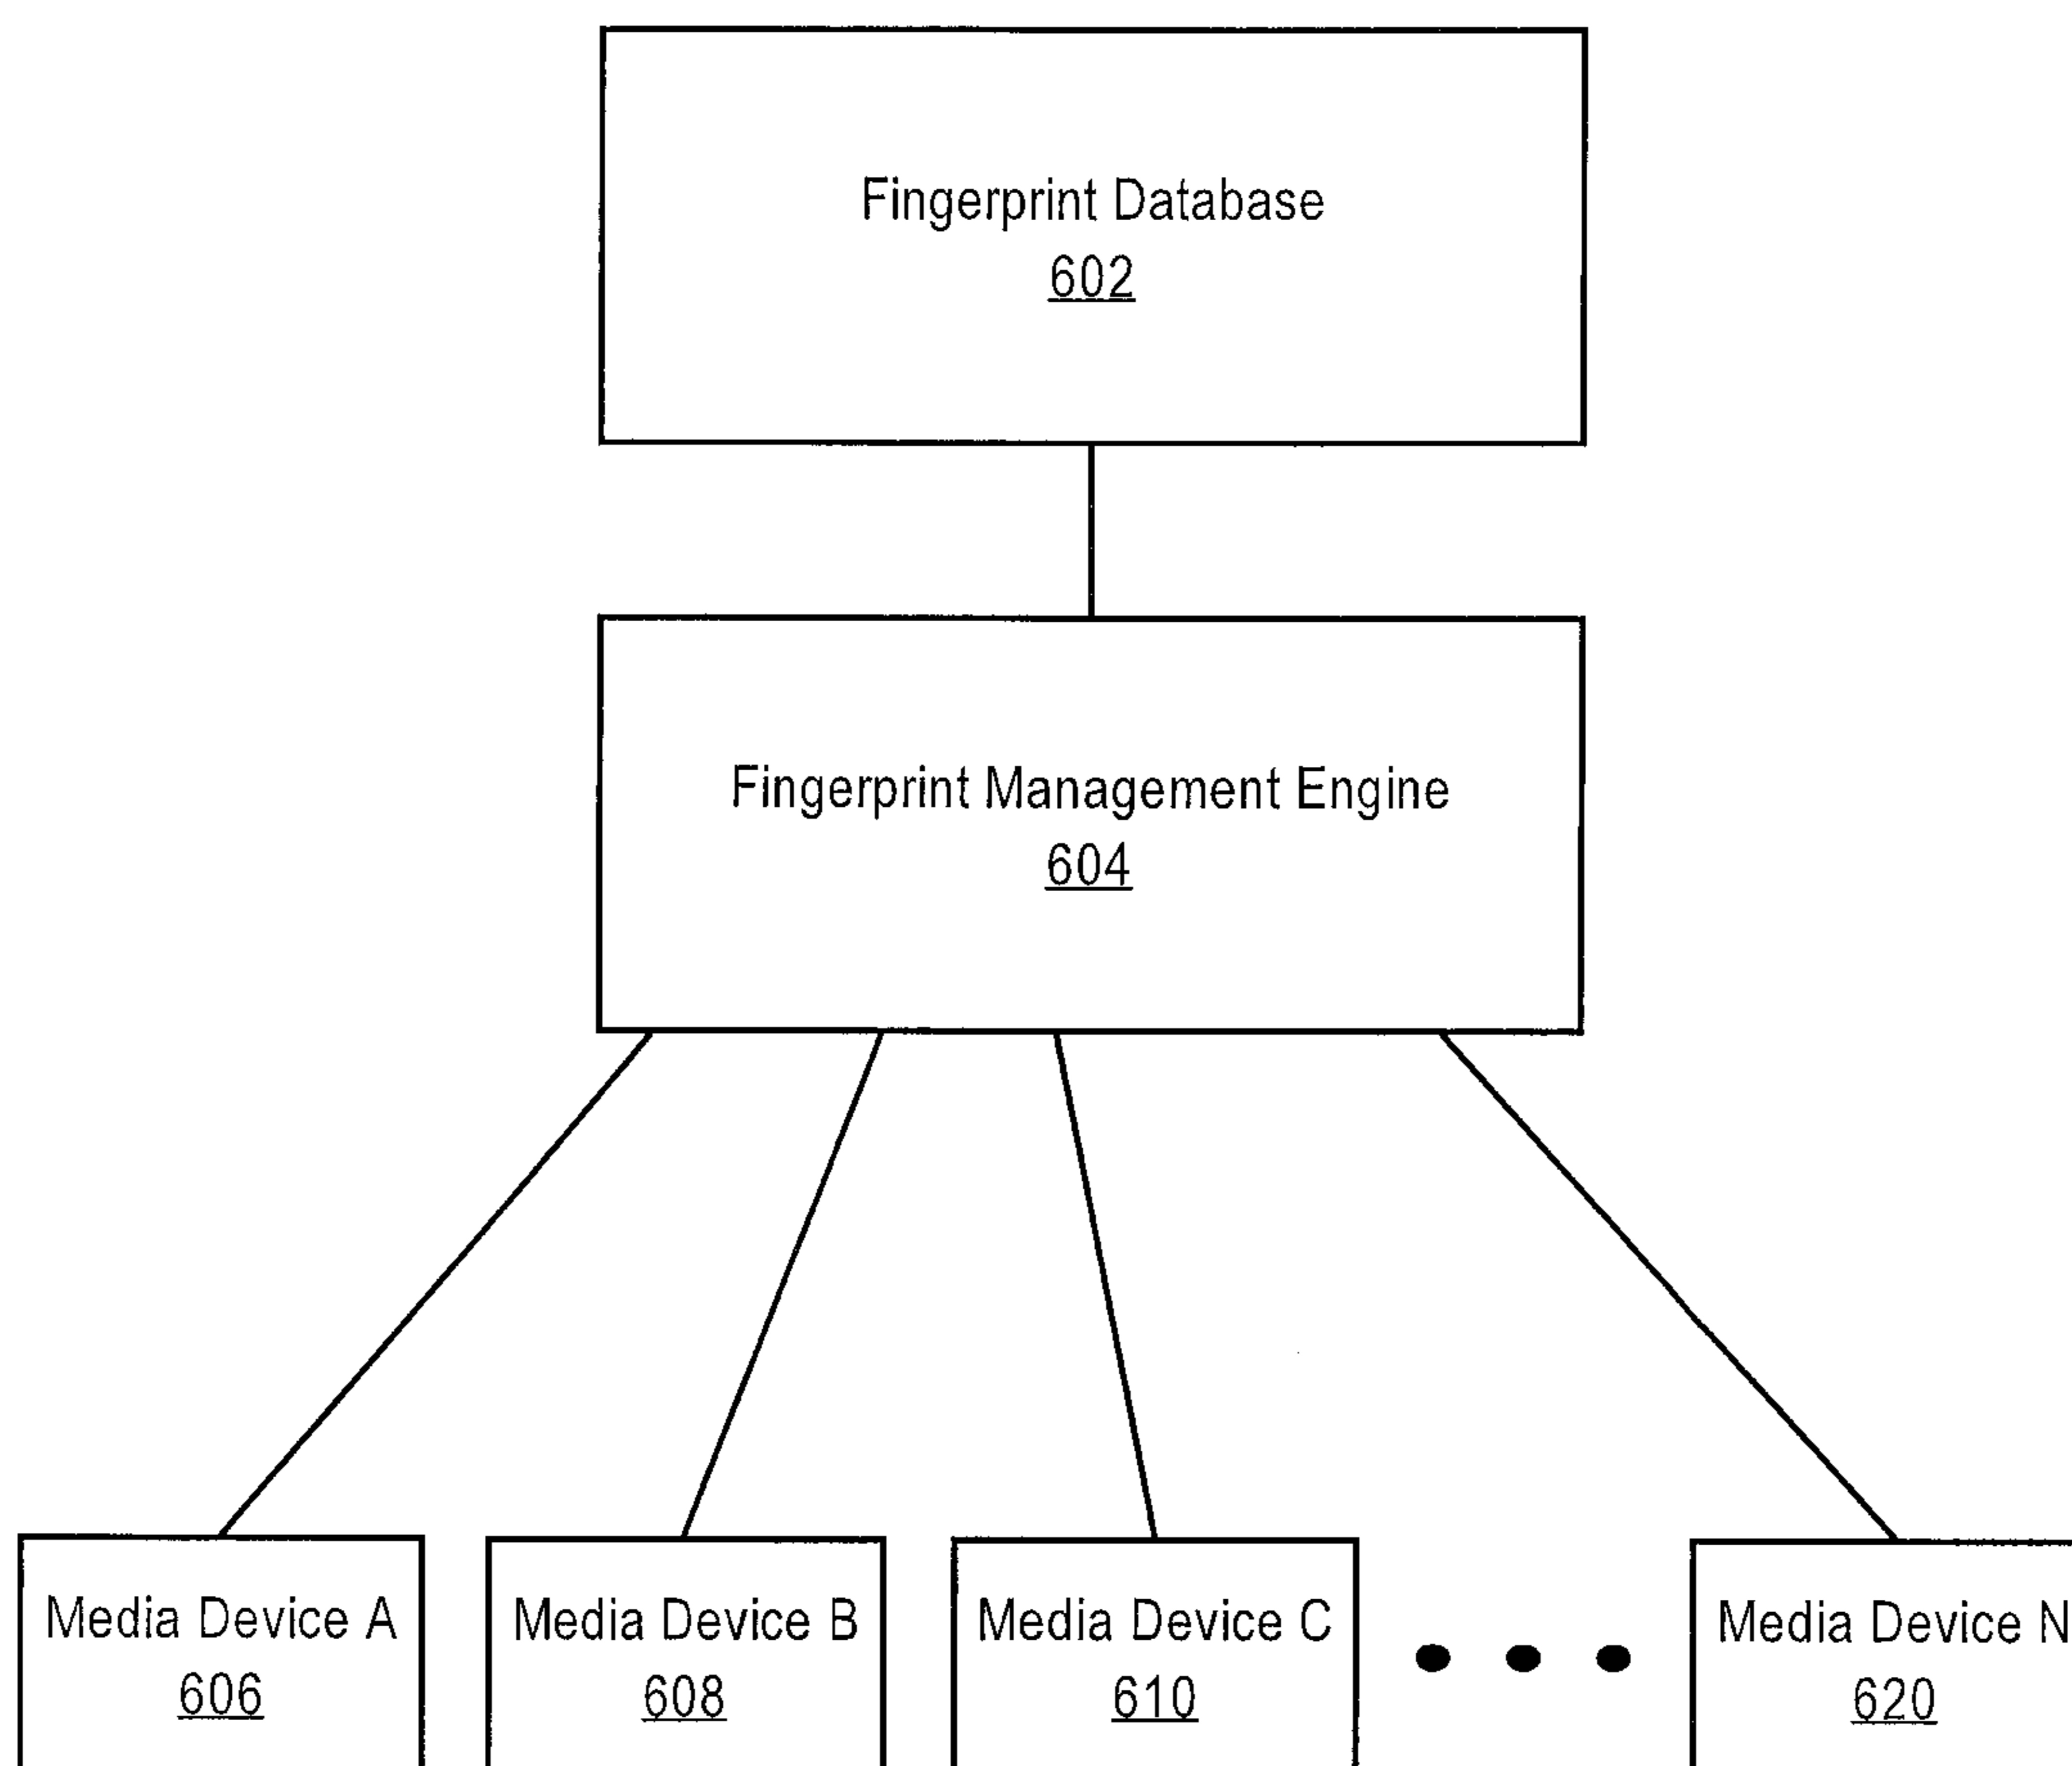 Fingerprint Database
602
Fingerprint Management Engine
604
Media Device A
606
Media Device B
608
Media Device C
610
Media Device N
620